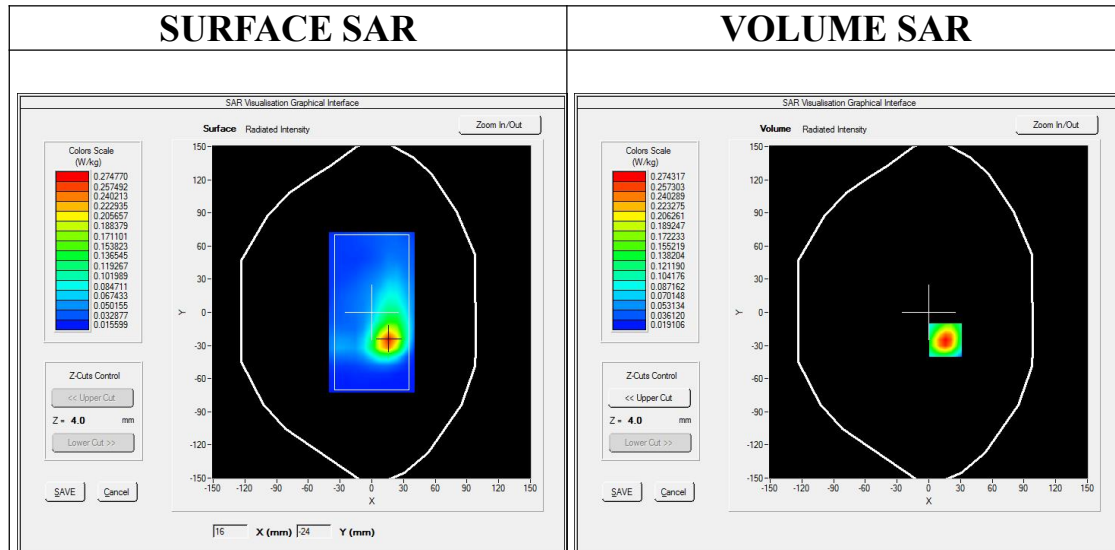 SURFACE SAR
VOLUME SAR
SAR Visualisation Graphical Interface
Surface Radiated Intensity
Zoom In/Out
Colors Scale
(W/kg)
0.274770
0.257492
0.240213
0.222935
0.205657
0.188379
0.171101
0.153823
0.136545
0.119267
0.101989
0.084711
0.067433
0.050155
0.032877
0.015599
Z-Cuts Control
<< Upper Cut
Z = 4.0 mm
Lower Cut >>
SAVE Cancel
150
120
90
60
30
0
-30
-60
-90
-120
-150
Y
-150 -120 -90 -60 -30 0 30 60 90 120 150
X
16 X (mm) -24 Y (mm)
SAR Visualisation Graphical Interface
Volume Radiated Intensity
Zoom In/Out
Colors Scale
(W/kg)
0.274317
0.257303
0.240289
0.223275
0.206261
0.189247
0.172233
0.155219
0.138204
0.121190
0.104176
0.087162
0.070148
0.053134
0.036120
0.019106
Z-Cuts Control
<< Upper Cut
Z = 4.0 mm
Lower Cut >>
SAVE Cancel
150
120
90
60
30
0
-30
-60
-90
-120
-150
Y
-150 -120 -90 -60 -30 0 30 60 90 120 150
X